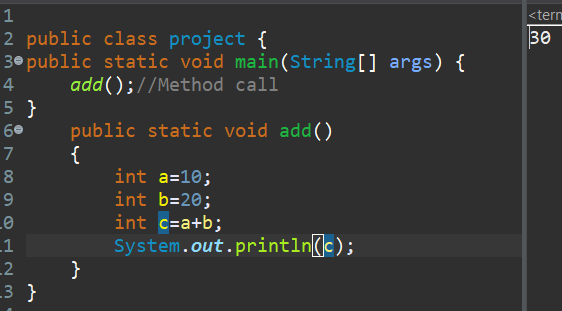 1
2 public class project {
3 public static void main(String[] args) {
4 add();//Method call
5 }
6 public static void add()
7 {
8 int a=10;
9 int b=20;
.0 int c=a+b;
.1 System.out.println(c);
.2 }
.3 }
<terr
30